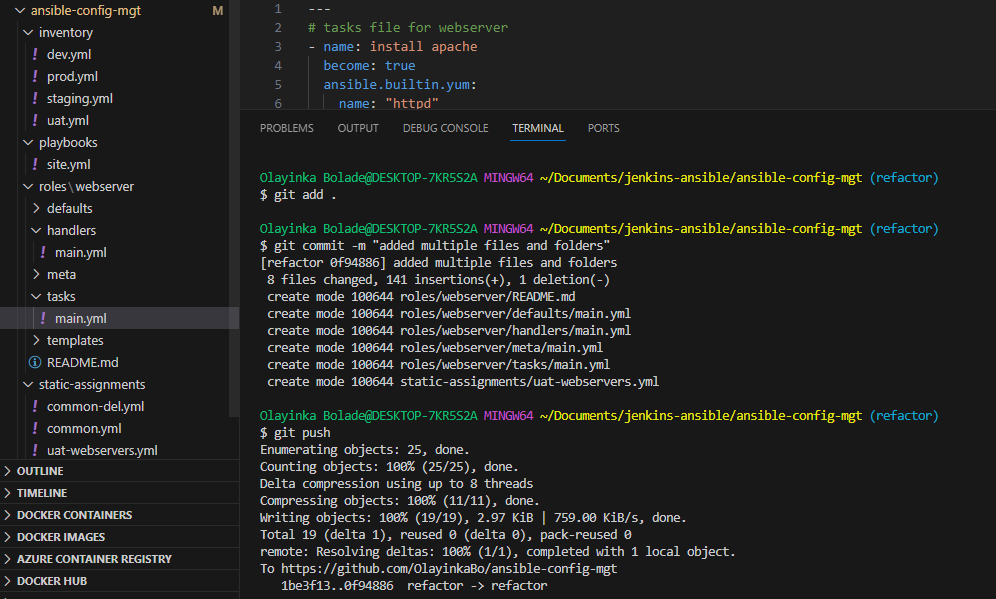 ansible-config-mgt M
inventory
! dev.yml
! prod.yml
! staging.yml
! uat.yml
playbooks
! site.yml
roles\webserver
defaults
handlers
! main.yml
meta
tasks
! main.yml
templates
README.md
static-assignments
! common-del.yml
! common.yml
! uat-webservers.yml
OUTLINE
TIMELINE
DOCKER CONTAINERS
DOCKER IMAGES
AZURE CONTAINER REGISTRY
DOCKER HUB
1 ---
2 # tasks file for webserver
3 - name: install apache
4 become: true
5 ansible.builtin.yum:
6 name: "httpd"
PROBLEMS OUTPUT DEBUG CONSOLE TERMINAL PORTS
Olayinka Bolade@DESKTOP-7KR5S2A MINGW64 ~/Documents/jenkins-ansible/ansible-config-mgt (refactor)
$ git add .
Olayinka Bolade@DESKTOP-7KR5S2A MINGW64 ~/Documents/jenkins-ansible/ansible-config-mgt (refactor)
$ git commit -m "added multiple files and folders"
[refactor 0f94886] added multiple files and folders
8 files changed, 141 insertions(+), 1 deletion(-)
create mode 100644 roles/webserver/README.md
create mode 100644 roles/webserver/defaults/main.yml
create mode 100644 roles/webserver/handlers/main.yml
create mode 100644 roles/webserver/meta/main.yml
create mode 100644 roles/webserver/tasks/main.yml
create mode 100644 static-assignments/uat-webservers.yml
Olayinka Bolade@DESKTOP-7KR5S2A MINGW64 ~/Documents/jenkins-ansible/ansible-config-mgt (refactor)
$ git push
Enumerating objects: 25, done.
Counting objects: 100% (25/25), done.
Delta compression using up to 8 threads
Compressing objects: 100% (11/11), done.
Writing objects: 100% (19/19), 2.97 KiB | 759.00 KiB/s, done.
Total 19 (delta 1), reused 0 (delta 0), pack-reused 0
remote: Resolving deltas: 100% (1/1), completed with 1 local object.
To https://github.com/OlayinkaBo/ansible-config-mgt
1be3f13..0f94886 refactor -> refactor